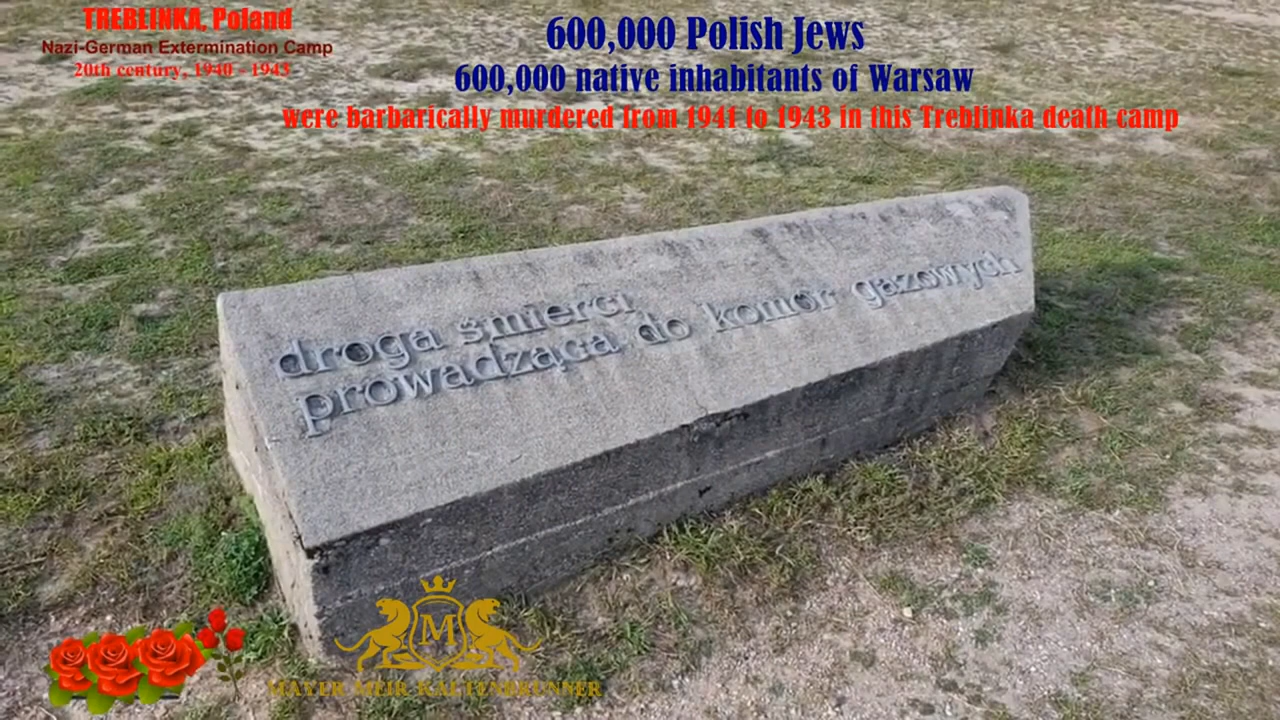 TREBLINKA, Poland
Nazi-German Extermination Camp
20th century, 1940 - 1943
600,000 Polish Jews
600,000 native inhabitants of Warsaw
were barbarically murdered from 1941 to 1943 in this Treblinka death camp
droga śmierci
prowadząca do komór gazowych
M
MAYER MEIR KALTENBRUNNER